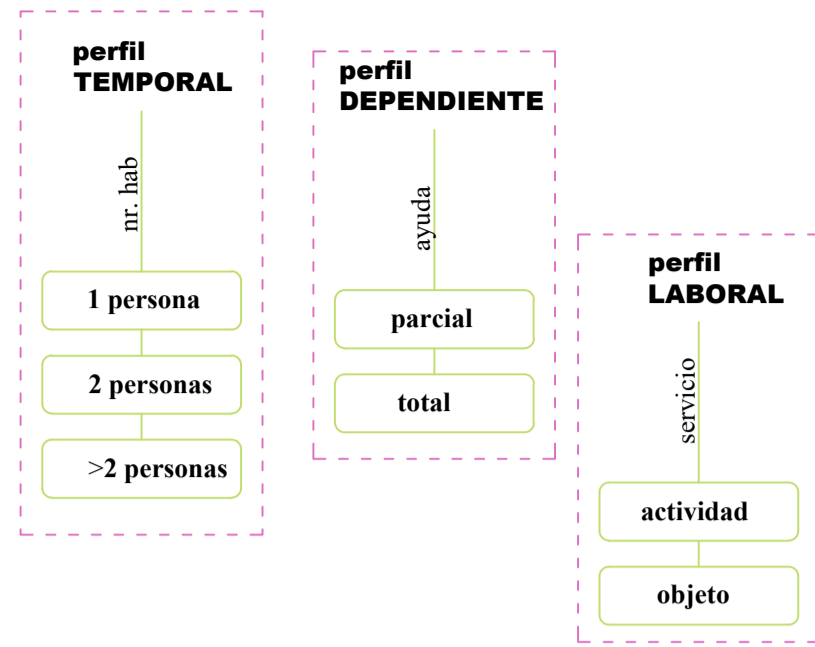 perfil
TEMPORAL
nr. hab
1 persona
2 personas
>2 personas
perfil
DEPENDIENTE
ayuda
parcial
total
perfil
LABORAL
servicio
actividad
objeto